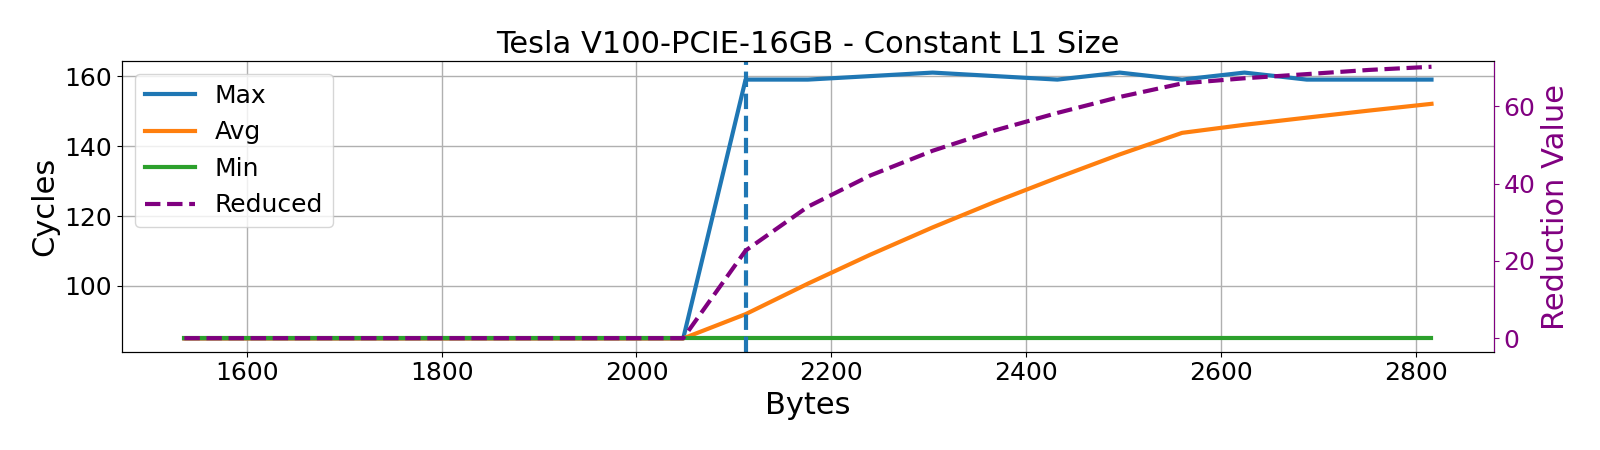 Tesla V100-PCIE-16GB - Constant L1 Size
Cycles
160
140
120
100
Max
Avg
Min
Reduced
60
40
20
0
Reduction Value
1600 1800 2000 2200 2400 2600 2800
Bytes